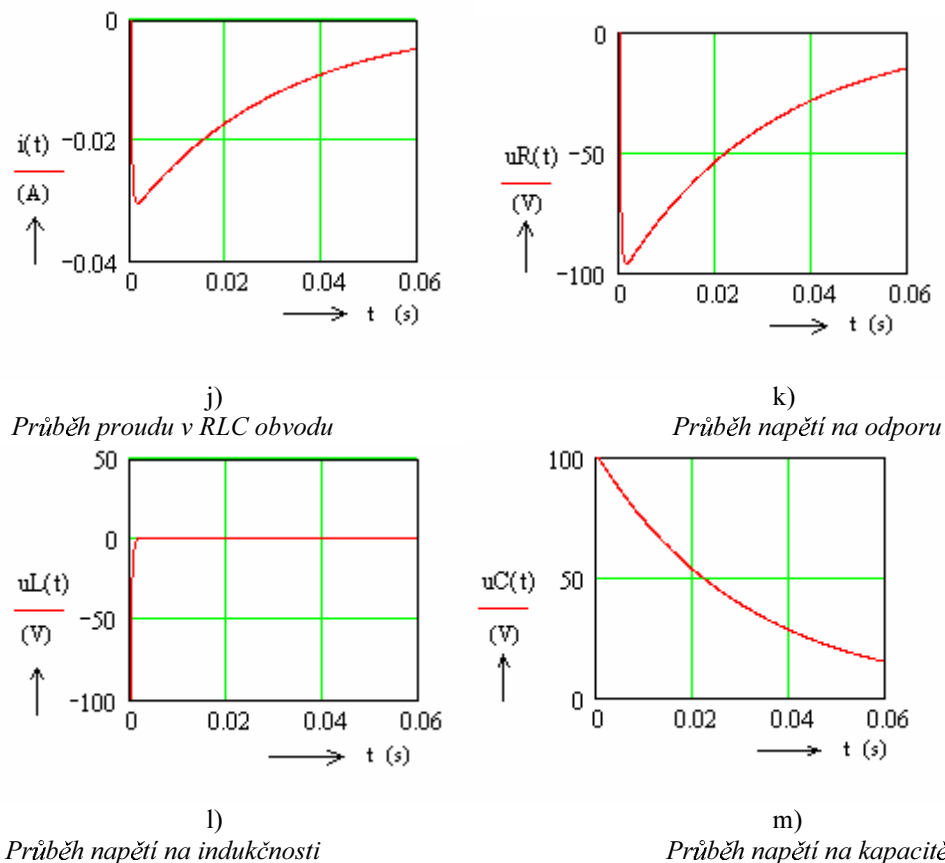 0
-0.02
-0.04
i(t)
(A)
0 0.02 0.04 0.06
t (s)
0
-50
-100
uR(t)
(V)
0 0.02 0.04 0.06
t (s)
j)
Průběh proudu v RLC obvodu
k)
Průběh napětí na odporu
50
0
-50
-100
uL(t)
(V)
0 0.02 0.04 0.06
t (s)
100
50
0
uC(t)
(V)
0 0.02 0.04 0.06
t (s)
l)
Průběh napětí na indukčnosti
m)
Průběh napětí na kapacitě